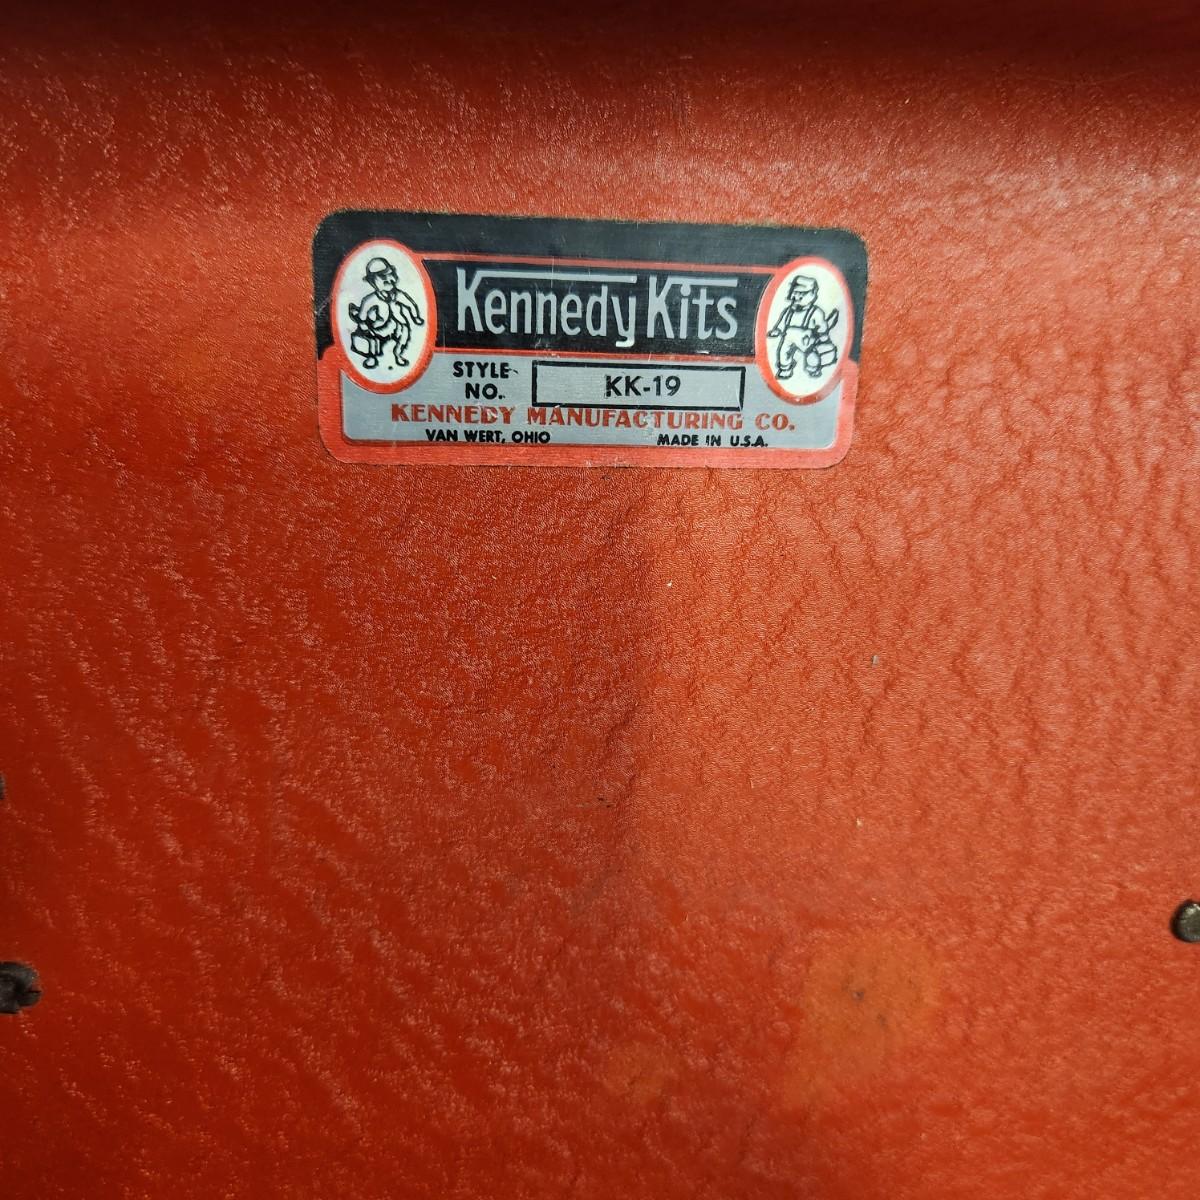 Kennedy Kits
STYLE NO. KK-19
KENNEDY MANUFACTURING CO.
VAN WERT, OHIO MADE IN U.S.A.